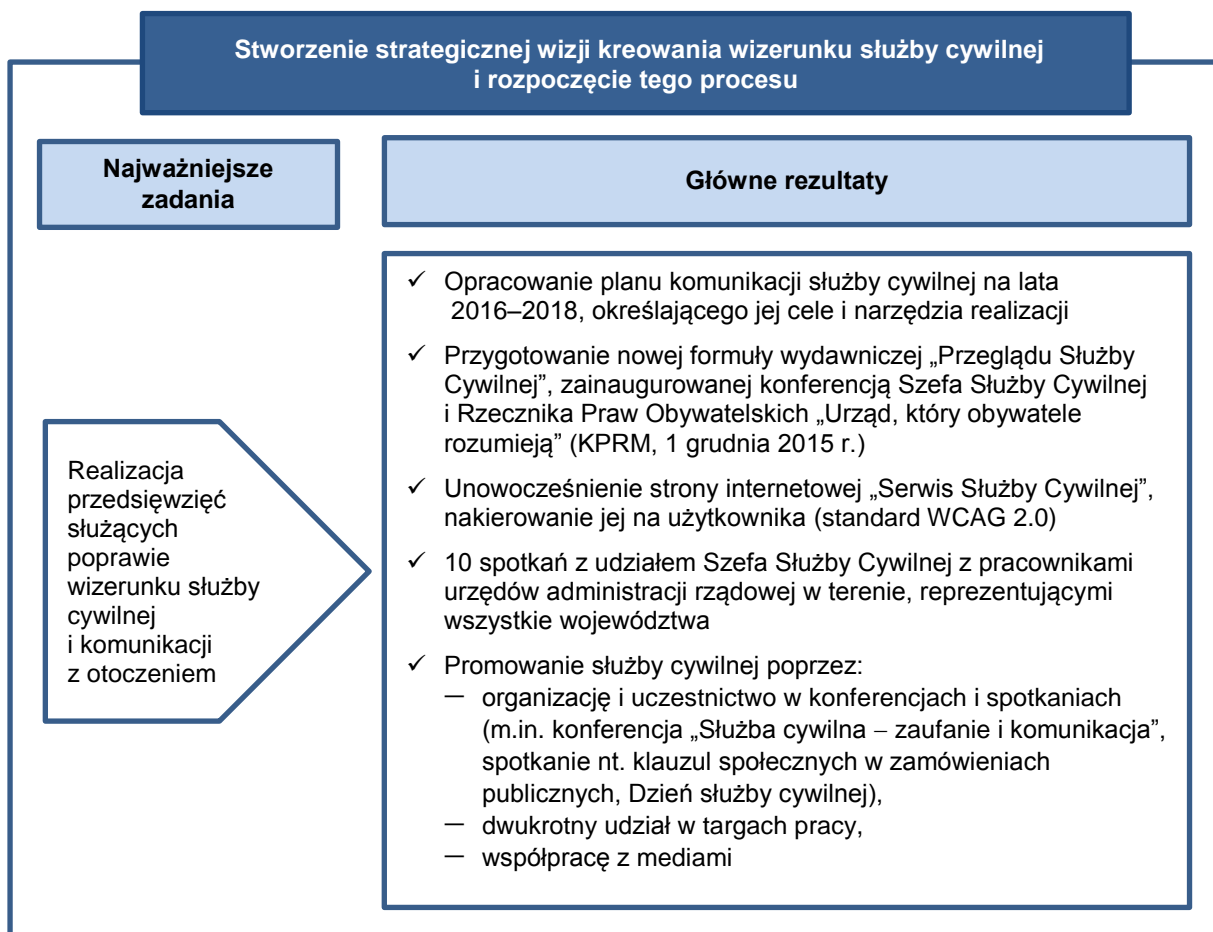 Stworzenie strategicznej wizji kreowania wizerunku służby cywilnej
i rozpoczęcie tego procesu
Najważniejsze
zadania
Główne rezultaty
Realizacja
przedsięwzięć
służących
poprawie
wizerunku służby
cywilnej
i komunikacji
z otoczeniem
✓ Opracowanie planu komunikacji służby cywilnej na lata
2016–2018, określającego jej cele i narzędzia realizacji
✓ Przygotowanie nowej formuły wydawniczej „Przeglądu Służby
Cywilnej”, zainaugurowanej konferencją Szefa Służby Cywilnej
i Rzecznika Praw Obywatelskich „Urząd, który obywatele
rozumieją” (KPRM, 1 grudnia 2015 r.)
✓ Unowocześnienie strony internetowej „Serwis Służby Cywilnej”,
nakierowanie jej na użytkownika (standard WCAG 2.0)
✓ 10 spotkań z udziałem Szefa Służby Cywilnej z pracownikami
urzędów administracji rządowej w terenie, reprezentującymi
wszystkie województwa
✓ Promowanie służby cywilnej poprzez:
— organizację i uczestnictwo w konferencjach i spotkaniach
(m.in. konferencja „Służba cywilna – zaufanie i komunikacja”,
spotkanie nt. klauzul społecznych w zamówieniach
publicznych, Dzień służby cywilnej),
— dwukrotny udział w targach pracy,
— współpracę z mediami